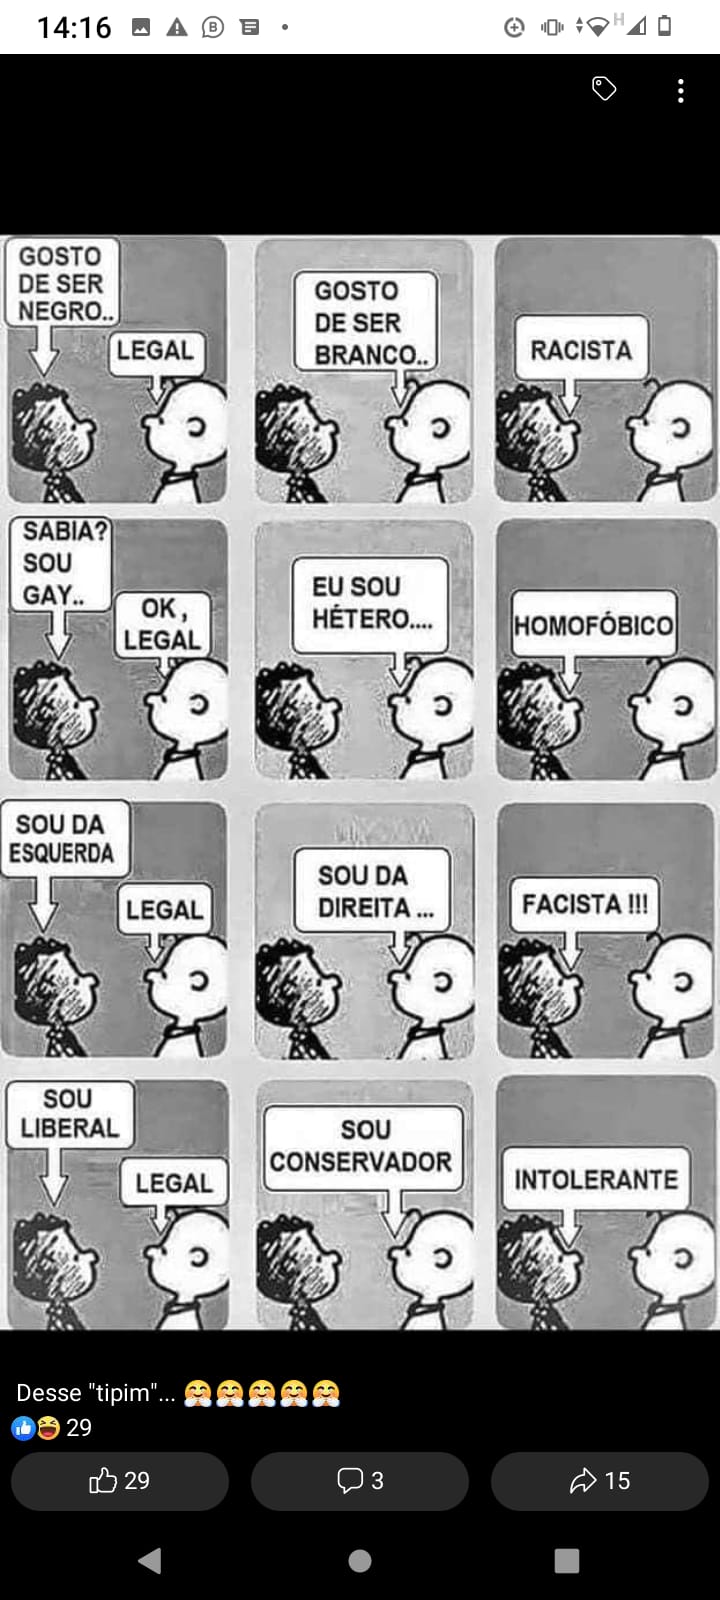 14:16
H
GOSTO
DE SER
NEGRO..
LEGAL
GOSTO
DE SER
BRANCO..
RACISTA
SABIA?
SOU
GAY..
OK,
LEGAL
EU SOU
HÉTERO....
HOMOFÓBICO
SOU DA
ESQUERDA
LEGAL
SOU DA
DIREITA ...
FACISTA !!!
SOU
LIBERAL
LEGAL
SOU
CONSERVADOR
INTOLERANTE
Desse "tipim"... 🤗🤗🤗🤗🤗
29
29
3
15